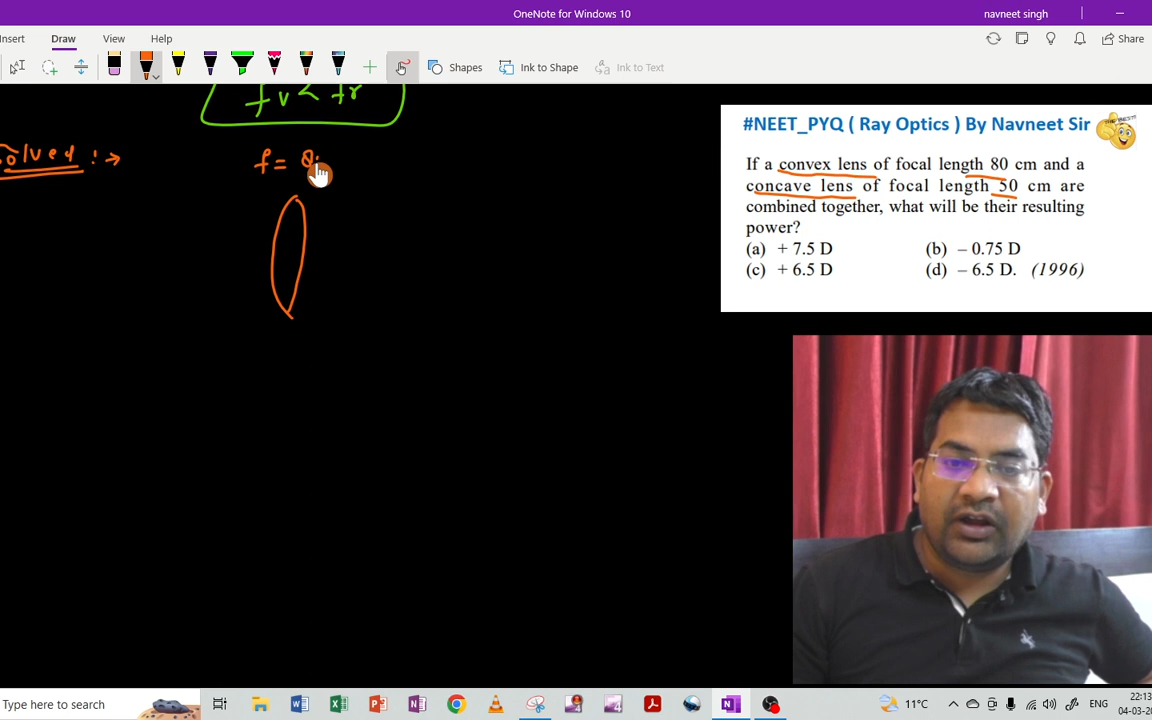 OneNote for Windows 10
navneet singh
Insert Draw View Help
Share
Shapes
Ink to Shape
Ink to Text
fv < fr
Solved :→
f = 8
#NEET_PYQ ( Ray Optics ) By Navneet Sir
If a convex lens of focal length 80 cm and a
concave lens of focal length 50 cm are
combined together, what will be their resulting
power?
(a) + 7.5 D (b) – 0.75 D
(c) + 6.5 D (d) – 6.5 D. (1996)
Type here to search
11°C
ENG
22:13
04-03-20